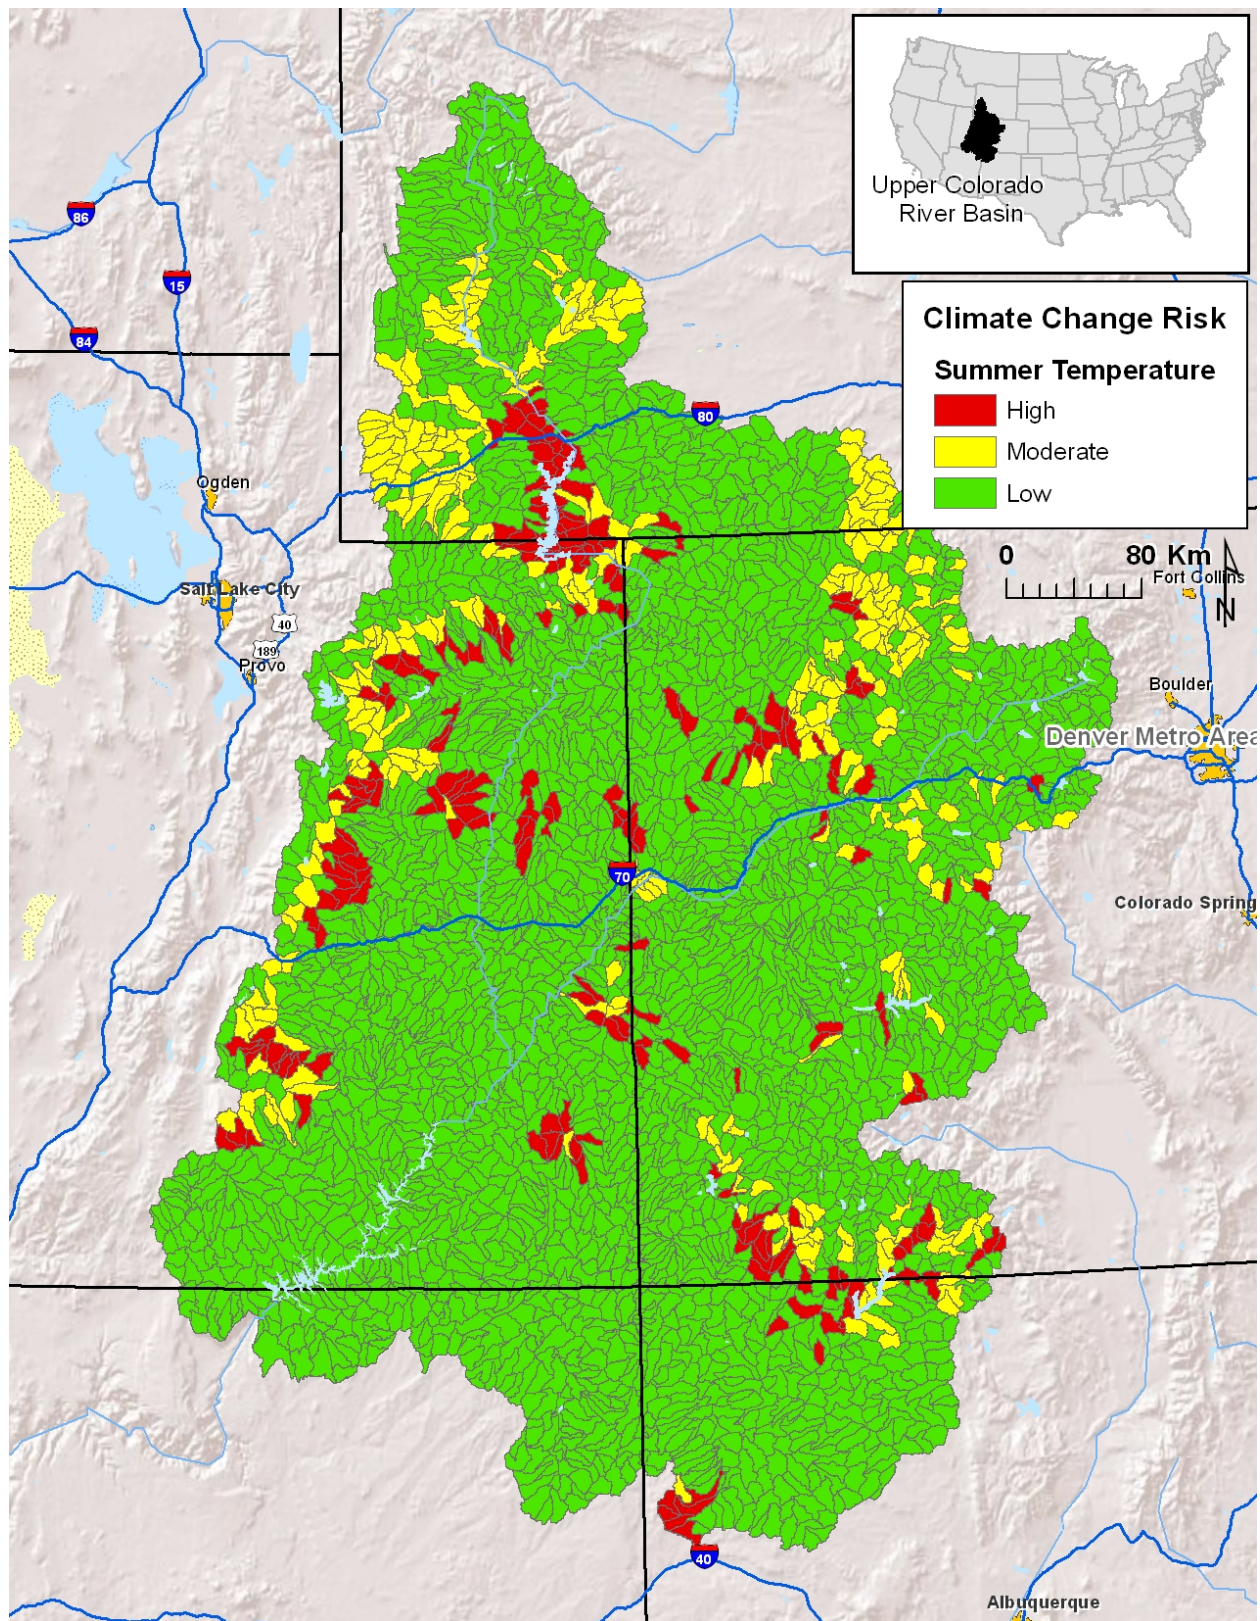 Upper Colorado
River Basin
86
15
84
Climate Change Risk
Summer Temperature
High
80
Moderate
Ogden
Low
0 80 Km
Fort Collins
N
Salt Lake City
40
189
Provo
Boulder
Denver Metro Area
70
Colorado Spring
40
Albuquerque